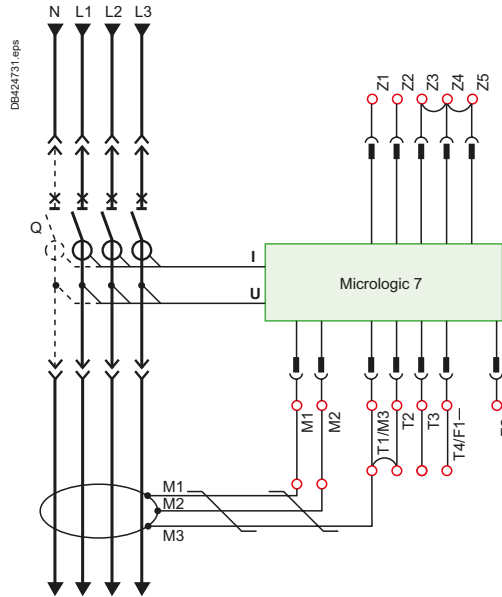 N L1 L2 L3
DB424731.eps
Z1 Z2 Z3 Z4 Z5
Q
I
U
Micrologic 7
M1 M2 T1/M3 T2 T3 T4/F1—
M1
M2
M3